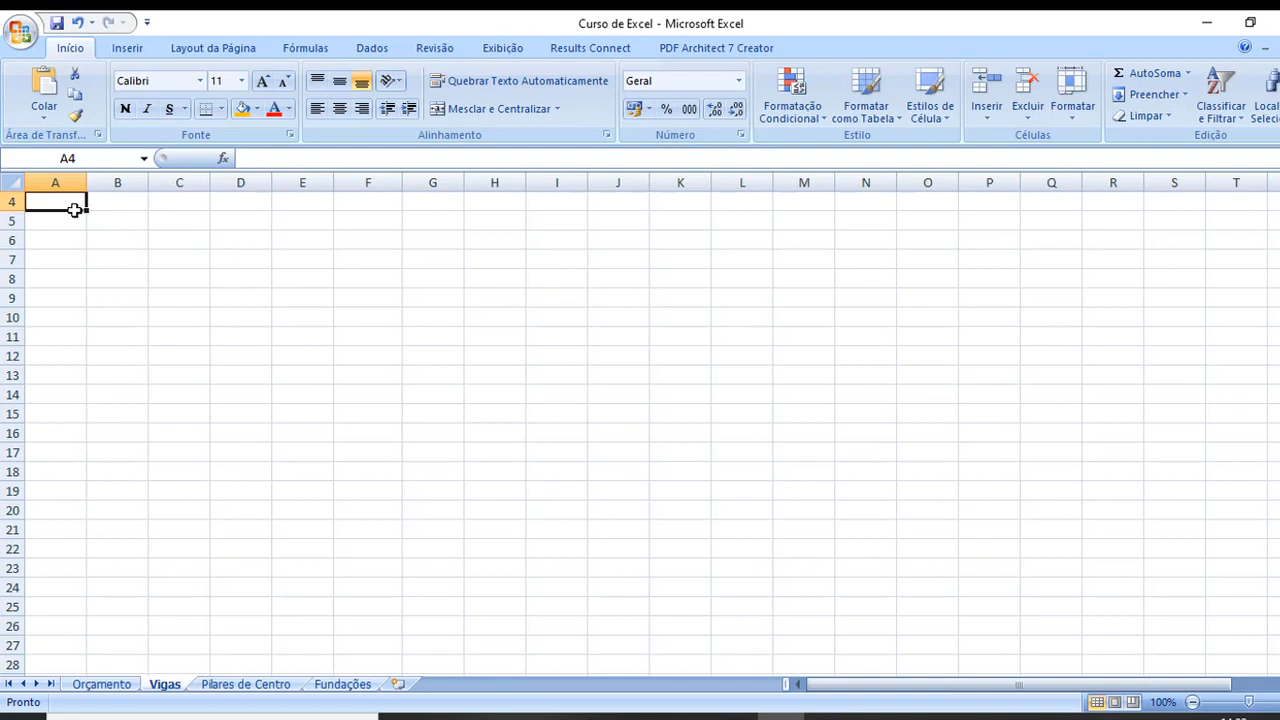 Curso de Excel - Microsoft Excel
Início Inserir Layout da Página Fórmulas Dados Revisão Exibição Results Connect PDF Architect 7 Creator
Colar Calibri 11 Quebrar Texto Automaticamente Geral Formatação Condicional Formatar como Tabela Estilos de Célula Inserir Excluir Formatar Σ AutoSoma Preencher Limpar Classificar e Filtrar
N I S Mesclar e Centralizar % 000
Área de Transf... Fonte Alinhamento Número Estilo Células Edição
A4 fx
A B C D E F G H I J K L M N O P Q R S T
4
5
6
7
8
9
10
11
12
13
14
15
16
17
18
19
20
21
22
23
24
25
26
27
28
Orçamento Vigas Pilares de Centro Fundações
Pronto 100%